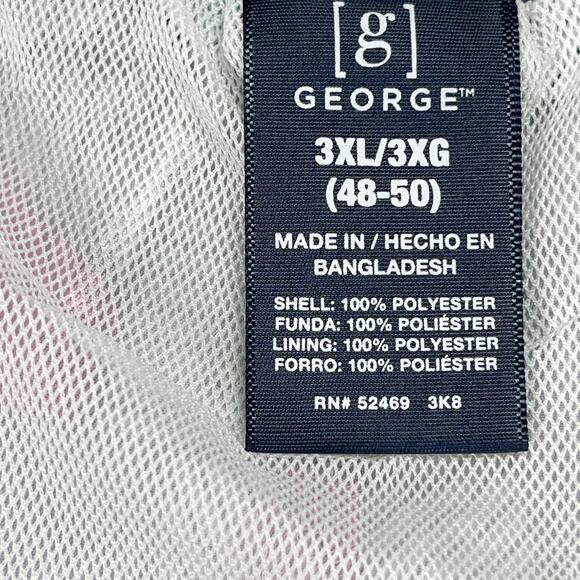 [g]
GEORGE™
3XL/3XG
(48-50)
MADE IN / HECHO EN
BANGLADESH
SHELL: 100% POLYESTER
FUNDA: 100% POLIÉSTER
LINING: 100% POLYESTER
FORRO: 100% POLIÉSTER
RN# 52469 3K8